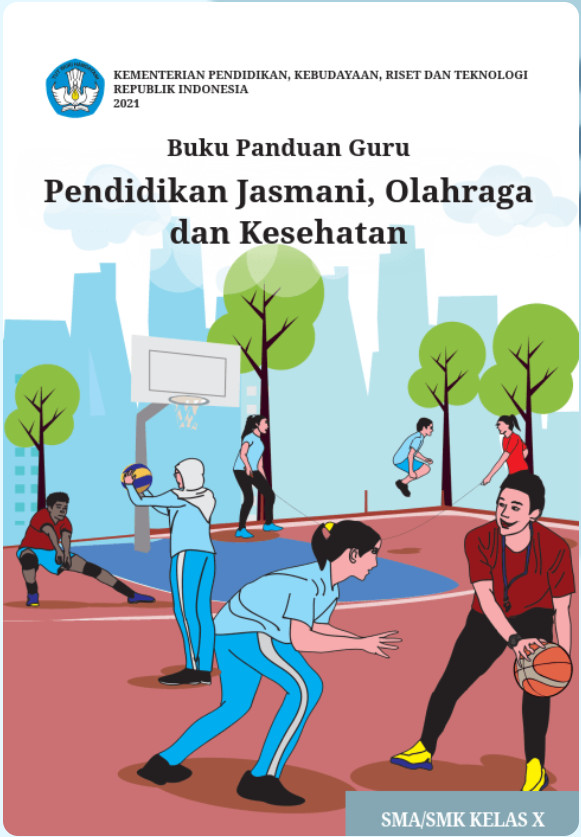 KEMENTERIAN PENDIDIKAN, KEBUDAYAAN, RISET DAN TEKNOLOGI
REPUBLIK INDONESIA
2021
Buku Panduan Guru
Pendidikan Jasmani, Olahraga
dan Kesehatan
SMA/SMK KELAS X